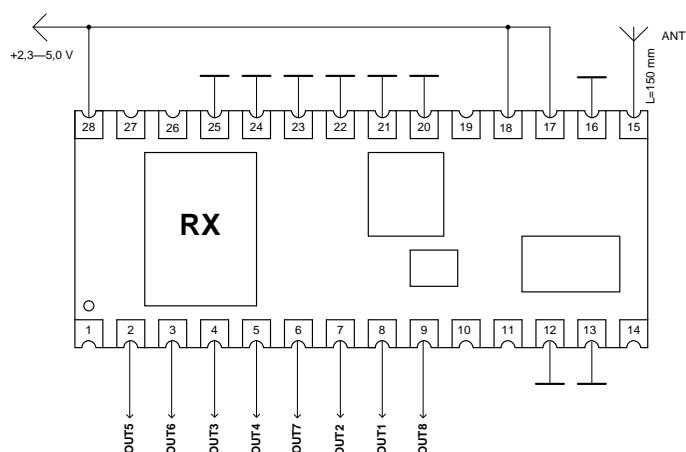 +2,3—5,0 V
ANT
L=150 mm
28 27 26 25 24 23 22 21 20 19 18 17 16 15
RX
1 2 3 4 5 6 7 8 9 10 11 12 13 14
OUT5
OUT6
OUT3
OUT4
OUT7
OUT2
OUT1
OUT8